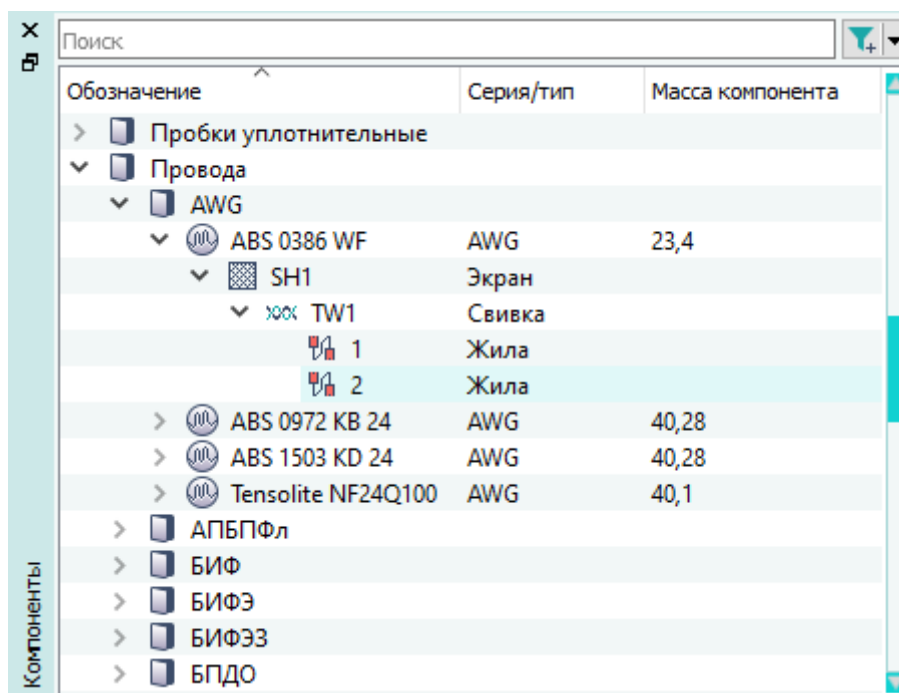 Поиск
Обозначение Серия/тип Масса компонента
Пробки уплотнительные
Провода
AWG
ABS 0386 WF AWG 23,4
SH1 Экран
TW1 Свивка
1 Жила
2 Жила
ABS 0972 KB 24 AWG 40,28
ABS 1503 KD 24 AWG 40,28
Tensolite NF24Q100 AWG 40,1
АПБПФл
БИФ
БИФЭ
БИФЭЗ
БПДО
Компоненты